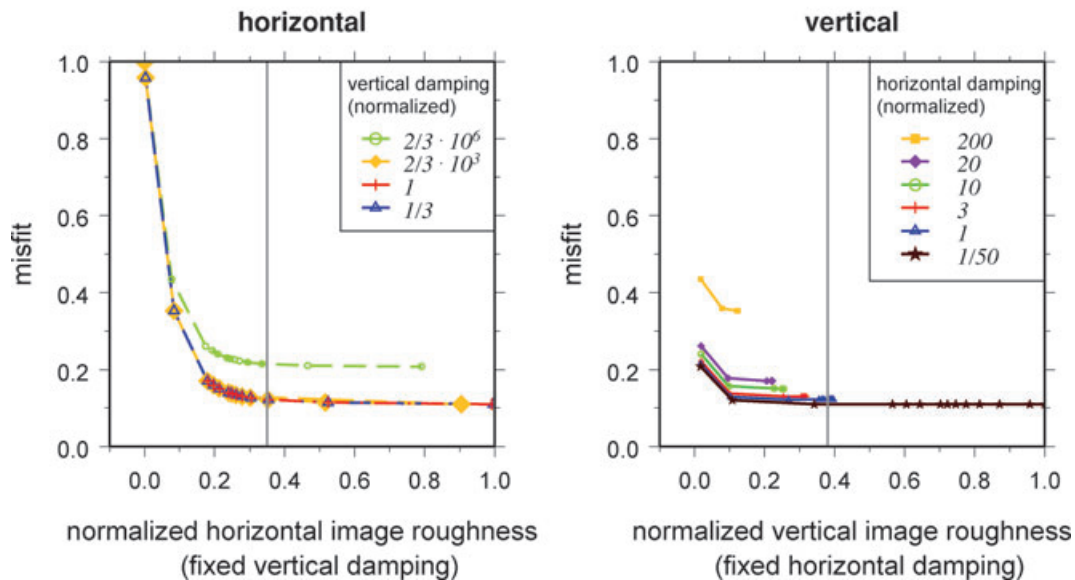 horizontal
1.0
0.8
0.6
0.4
0.2
0.0
misfit
vertical damping
(normalized)
2/3 · 10⁶
2/3 · 10³
1
1/3
0.0 0.2 0.4 0.6 0.8 1.0
normalized horizontal image roughness
(fixed vertical damping)
vertical
1.0
0.8
0.6
0.4
0.2
0.0
misfit
horizontal damping
(normalized)
200
20
10
3
1
1/50
0.0 0.2 0.4 0.6 0.8 1.0
normalized vertical image roughness
(fixed horizontal damping)